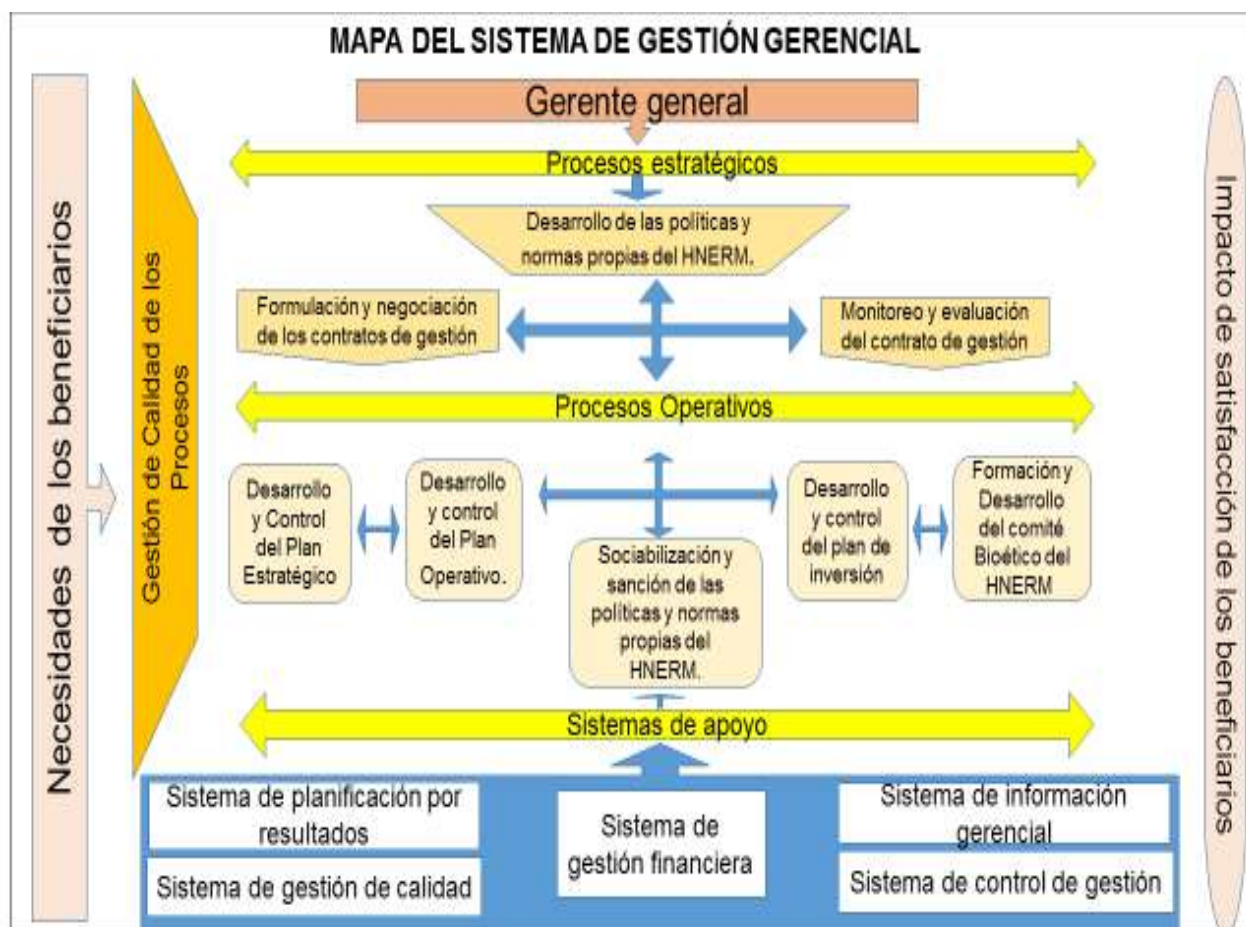 MAPA DEL SISTEMA DE GESTIÓN GERENCIAL
Necesidades de los beneficiarios
Gestión de Calidad de los
Procesos
Gerente general
Procesos estratégicos
Desarrollo de las políticas y
normas propias del HNERM.
Formulación y negociación
de los contratos de gestión
Monitoreo y evaluación
del contrato de gestión
Procesos Operativos
Desarrollo
y Control
del Plan
Estratégico
Desarrollo
y control
del Plan
Operativo.
Sociabilización y
sanción de las
políticas y normas
propias del
HNERM.
Desarrollo
y control
del plan de
inversión
Formación y
Desarrollo
del comité
Bioético del
HNERM
Sistemas de apoyo
Sistema de planificación por
resultados
Sistema de gestión de calidad
Sistema de
gestión financiera
Sistema de información
gerencial
Sistema de control de gestión
Impacto de satisfacción de los beneficiarios